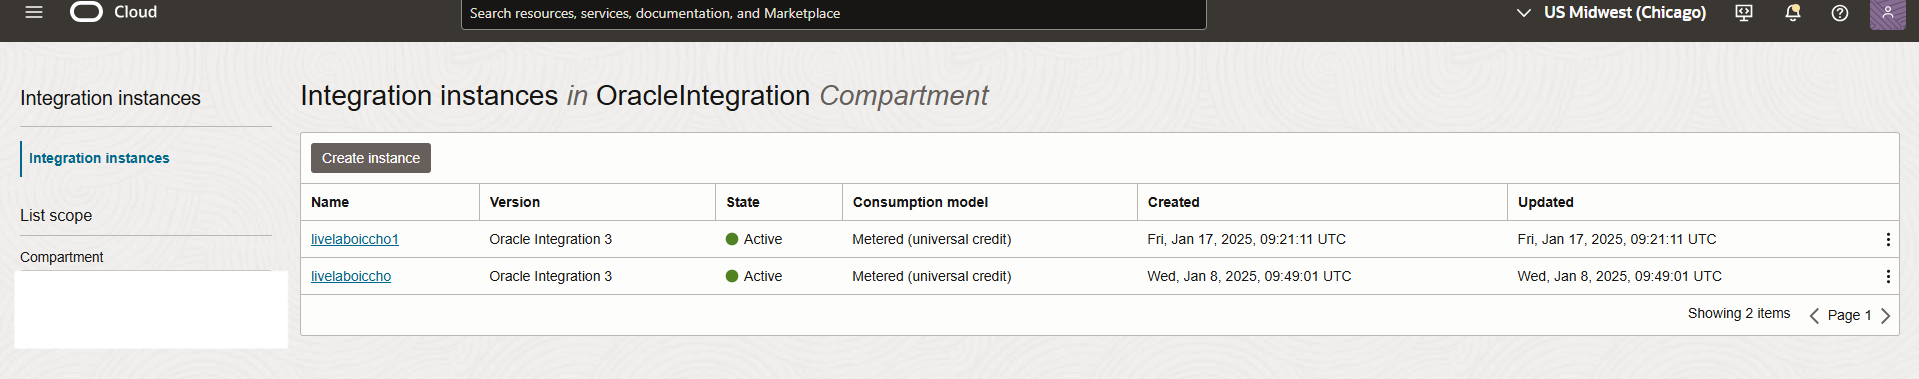 Cloud
Search resources, services, documentation, and Marketplace
US Midwest (Chicago)
Integration instances
Integration instances
List scope
Compartment
Integration instances in OracleIntegration Compartment
Create instance
Name Version State Consumption model Created Updated
livelaboiccho1 Oracle Integration 3 Active Metered (universal credit) Fri, Jan 17, 2025, 09:21:11 UTC Fri, Jan 17, 2025, 09:21:11 UTC
livelaboiccho Oracle Integration 3 Active Metered (universal credit) Wed, Jan 8, 2025, 09:49:01 UTC Wed, Jan 8, 2025, 09:49:01 UTC
Showing 2 items Page 1